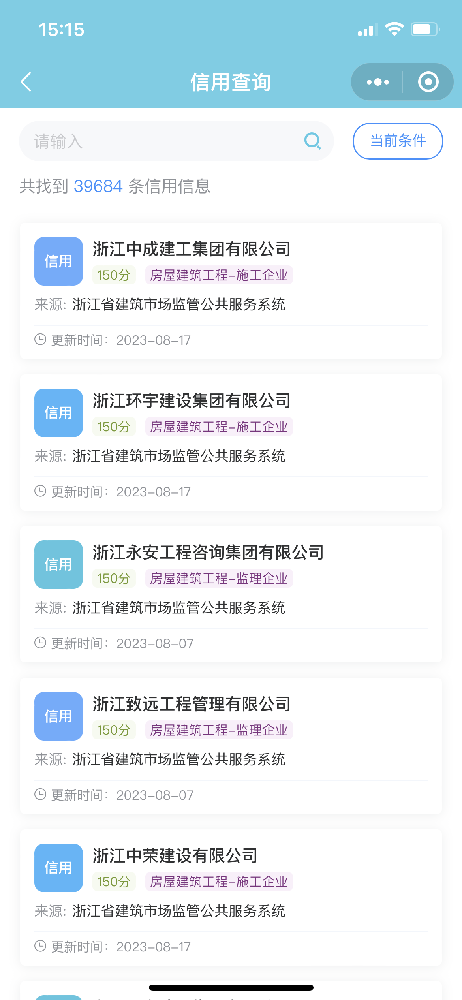 15:15
信用查询
请输入
当前条件
共找到 39684 条信用信息
信用
浙江中成建工集团有限公司
150分 房屋建筑工程-施工企业
来源: 浙江省建筑市场监管公共服务系统
更新时间： 2023-08-17
信用
浙江环宇建设集团有限公司
150分 房屋建筑工程-施工企业
来源: 浙江省建筑市场监管公共服务系统
更新时间： 2023-08-17
信用
浙江永安工程咨询集团有限公司
150分 房屋建筑工程-监理企业
来源: 浙江省建筑市场监管公共服务系统
更新时间： 2023-08-07
信用
浙江致远工程管理有限公司
150分 房屋建筑工程-监理企业
来源: 浙江省建筑市场监管公共服务系统
更新时间： 2023-08-07
信用
浙江中荣建设有限公司
150分 房屋建筑工程-施工企业
来源: 浙江省建筑市场监管公共服务系统
更新时间： 2023-08-17